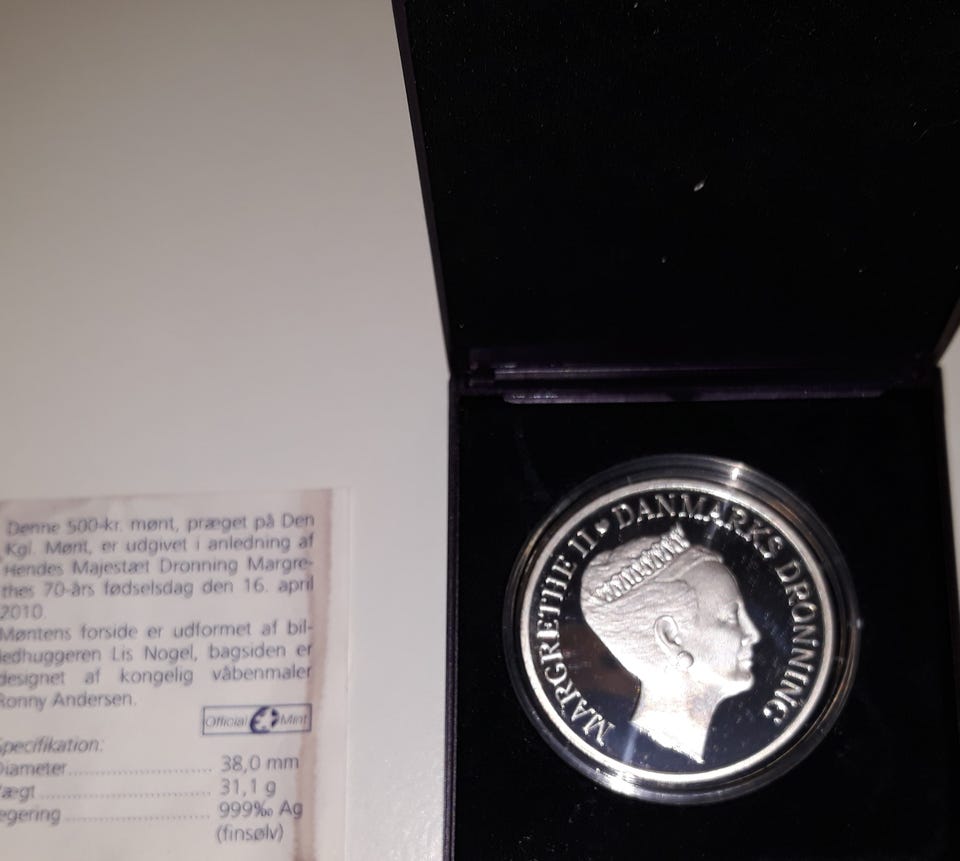 Denne 500-kr. mønt, præget på Den
Kgl. Mønt, er udgivet i anledning af
Hendes Majestæt Dronning Margre-
thes 70-års fødselsdag den 16. april
2010.
Møntens forside er udformet af bil-
ledhuggeren Lis Nogel, bagsiden er
designet af kongelig våbenmaler
Ronny Andersen.
Official Mint
Specifikation:
Diameter........................ 38,0 mm
Vægt............................ 31,1 g
egering........................ 999‰ Ag
(finsølv)
MARGRETHE II DANMARKS DRONNING